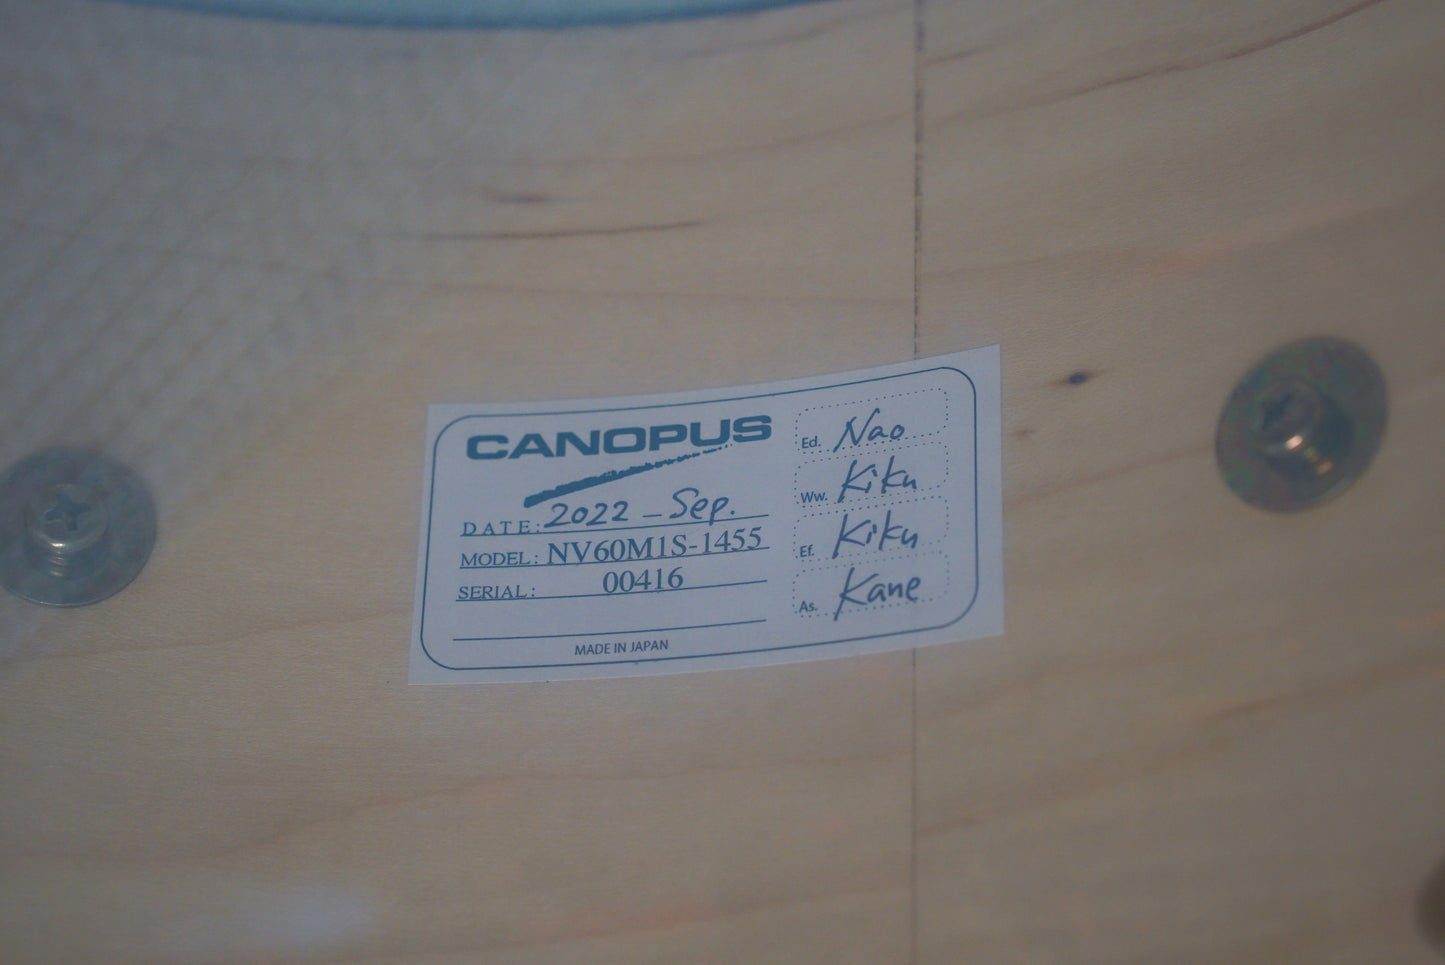 CANOPUS
DATE: 2022 - Sep.
MODEL: NV60M1S-1455
SERIAL: 00416
MADE IN JAPAN
Ed. Nao
Ww. Kiku
Ef. Kiku
As. Kane